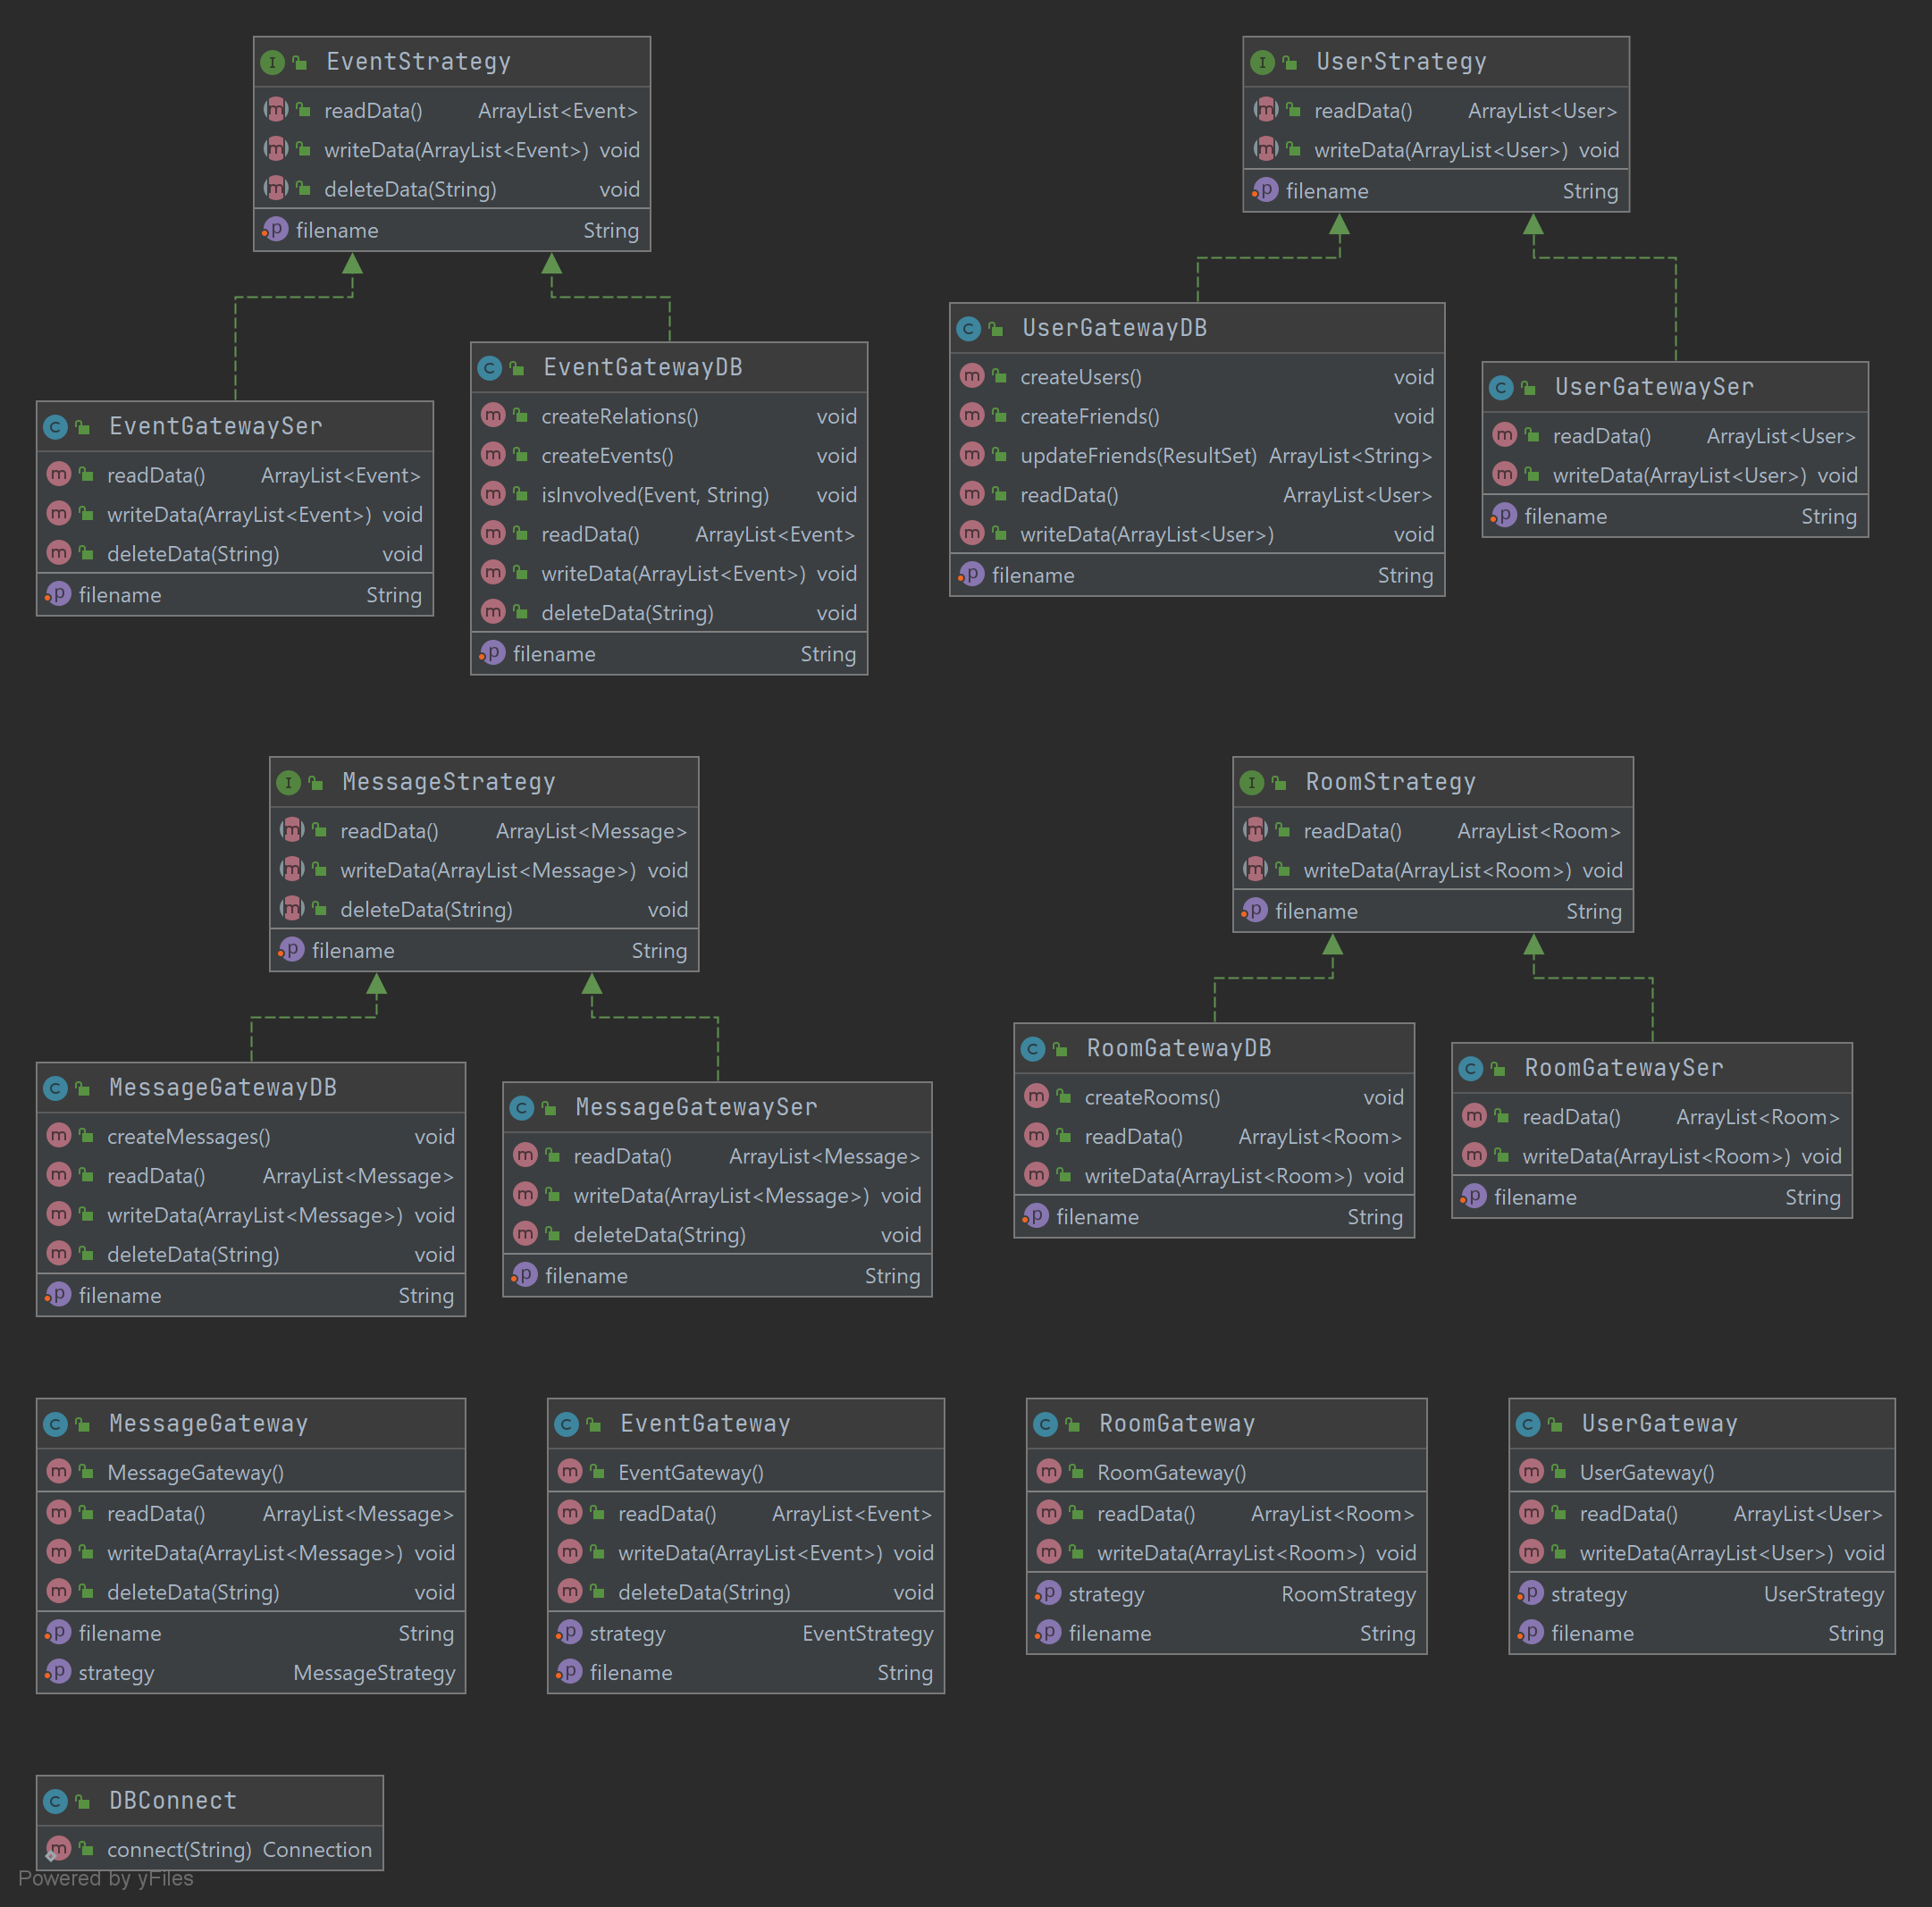 EventStrategy
readData() ArrayList<Event>
writeData(ArrayList<Event>) void
deleteData(String) void
filename String
UserStrategy
readData() ArrayList<User>
writeData(ArrayList<User>) void
filename String
EventGatewaySer
readData() ArrayList<Event>
writeData(ArrayList<Event>) void
deleteData(String) void
filename String
EventGatewayDB
createRelations() void
createEvents() void
isInvolved(Event, String) void
readData() ArrayList<Event>
writeData(ArrayList<Event>) void
deleteData(String) void
filename String
UserGatewayDB
createUsers() void
createFriends() void
updateFriends(ResultSet) ArrayList<String>
readData() ArrayList<User>
writeData(ArrayList<User>) void
filename String
UserGatewaySer
readData() ArrayList<User>
writeData(ArrayList<User>) void
filename String
MessageStrategy
readData() ArrayList<Message>
writeData(ArrayList<Message>) void
deleteData(String) void
filename String
RoomStrategy
readData() ArrayList<Room>
writeData(ArrayList<Room>) void
filename String
MessageGatewayDB
createMessages() void
readData() ArrayList<Message>
writeData(ArrayList<Message>) void
deleteData(String) void
filename String
MessageGatewaySer
readData() ArrayList<Message>
writeData(ArrayList<Message>) void
deleteData(String) void
filename String
RoomGatewayDB
createRooms() void
readData() ArrayList<Room>
writeData(ArrayList<Room>) void
filename String
RoomGatewaySer
readData() ArrayList<Room>
writeData(ArrayList<Room>) void
filename String
MessageGateway
MessageGateway()
readData() ArrayList<Message>
writeData(ArrayList<Message>) void
deleteData(String) void
filename String
strategy MessageStrategy
EventGateway
EventGateway()
readData() ArrayList<Event>
writeData(ArrayList<Event>) void
deleteData(String) void
strategy EventStrategy
filename String
RoomGateway
RoomGateway()
readData() ArrayList<Room>
writeData(ArrayList<Room>) void
strategy RoomStrategy
filename String
UserGateway
UserGateway()
readData() ArrayList<User>
writeData(ArrayList<User>) void
strategy UserStrategy
filename String
DBConnect
connect(String) Connection
Powered by yFiles